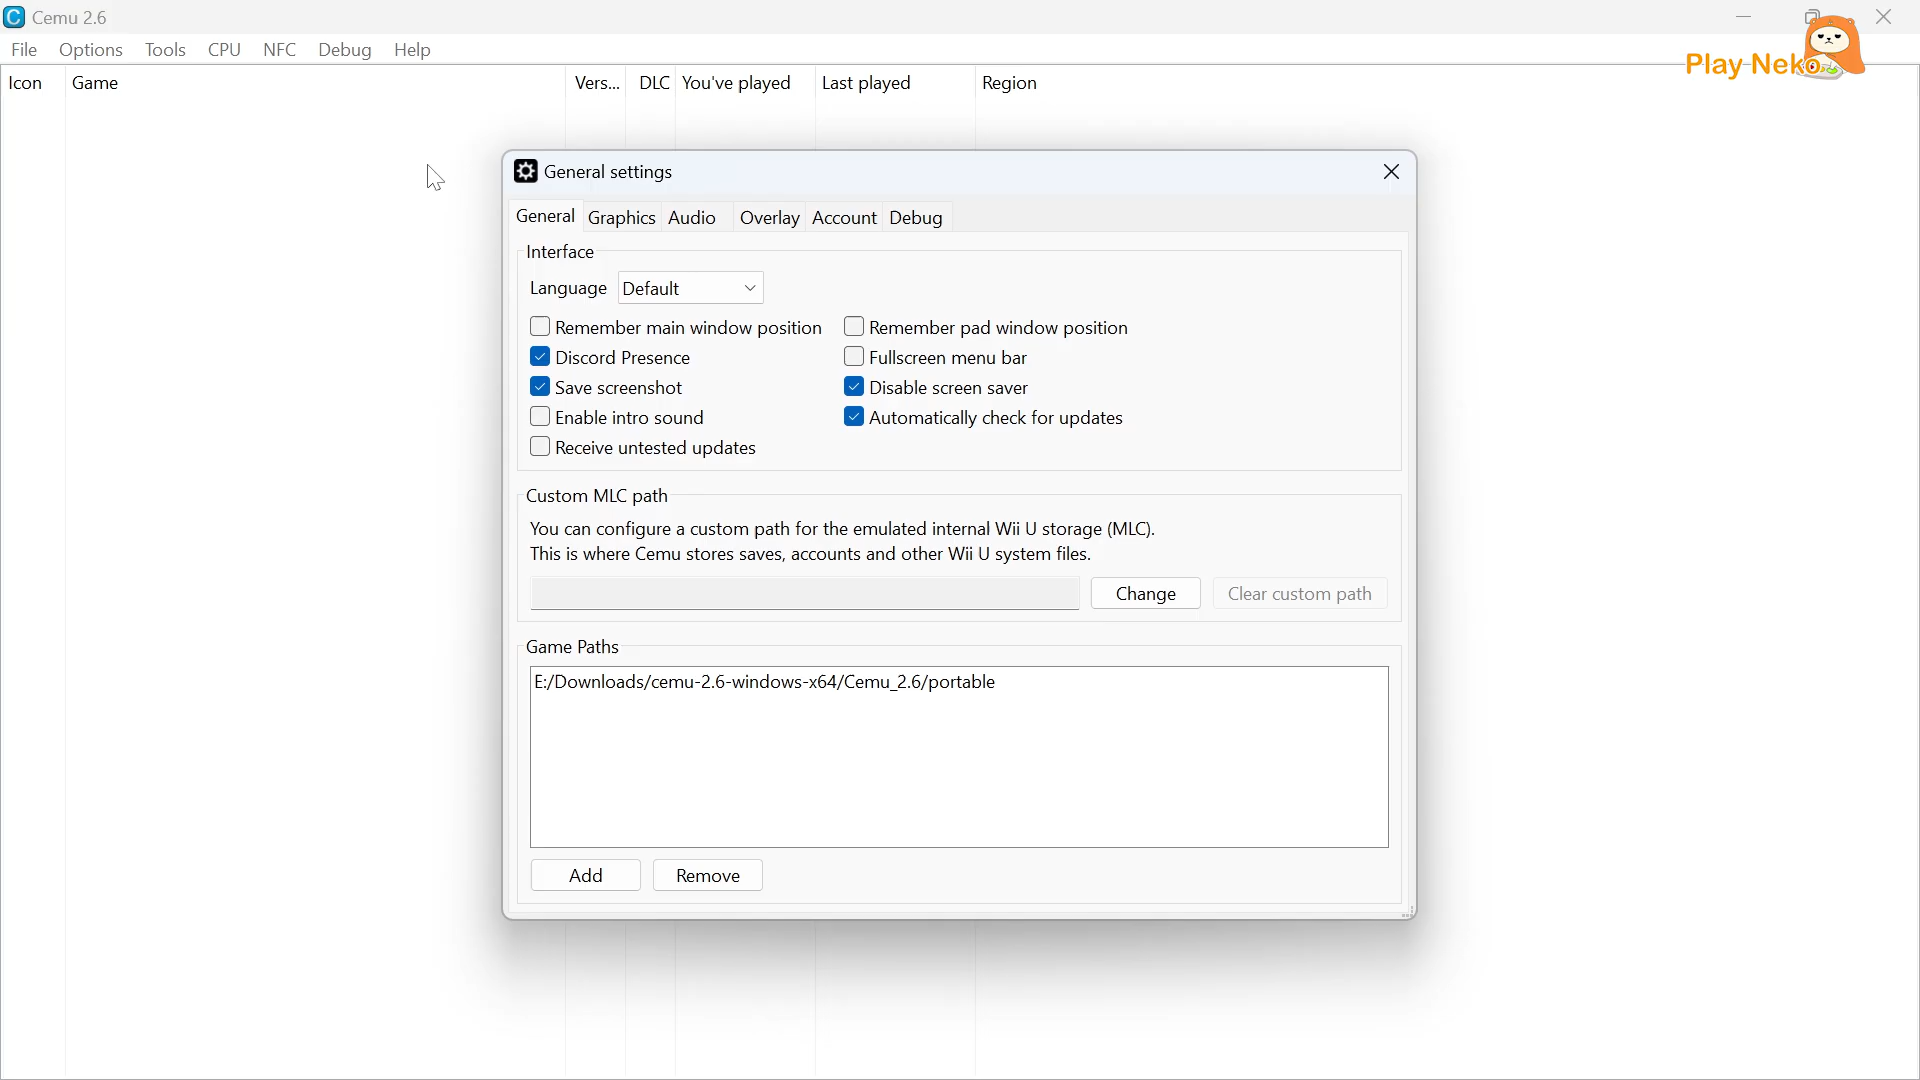 Cemu 2.6
File Options Tools CPU NFC Debug Help
Play Neko
Icon Game Vers... DLC You've played Last played Region
General settings
General Graphics Audio Overlay Account Debug
Interface
Language Default
Remember main window position Remember pad window position
Discord Presence Fullscreen menu bar
Save screenshot Disable screen saver
Enable intro sound Automatically check for updates
Receive untested updates
Custom MLC path
You can configure a custom path for the emulated internal Wii U storage (MLC).
This is where Cemu stores saves, accounts and other Wii U system files.
Change Clear custom path
Game Paths
E:/Downloads/cemu-2.6-windows-x64/Cemu_2.6/portable
Add Remove